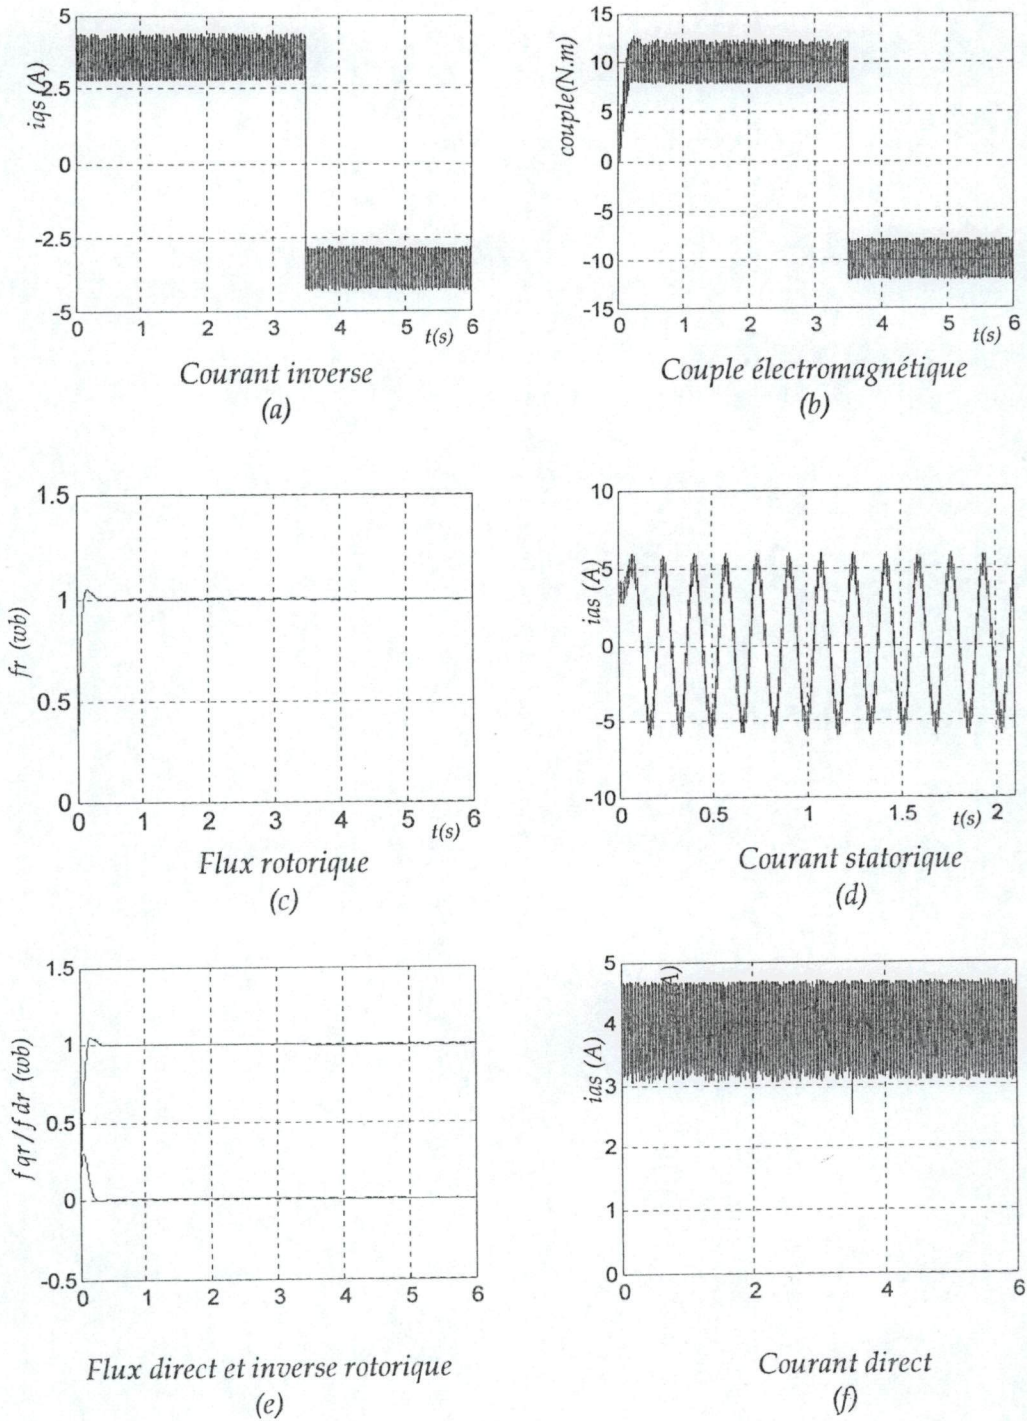 5
2.5
0
-2.5
-5
iqs (A)
0 1 2 3 4 5 6
t(s)
Courant inverse
(a)
15
10
5
0
-5
-10
-15
couple(N.m)
0 1 2 3 4 5 6
t(s)
Couple électromagnétique
(b)
1.5
1
0.5
0
fr (wb)
0 1 2 3 4 5 6
t(s)
Flux rotorique
(c)
10
5
0
-5
-10
ias (A)
0 0.5 1 1.5 2
t(s)
Courant statorique
(d)
1.5
1
0.5
0
-0.5
f qr / f dr (wb)
0 1 2 3 4 5 6
Flux direct et inverse rotorique
(e)
5
4
3
2
1
0
A)
ias (A)
0 2 4 6
Courant direct
(f)